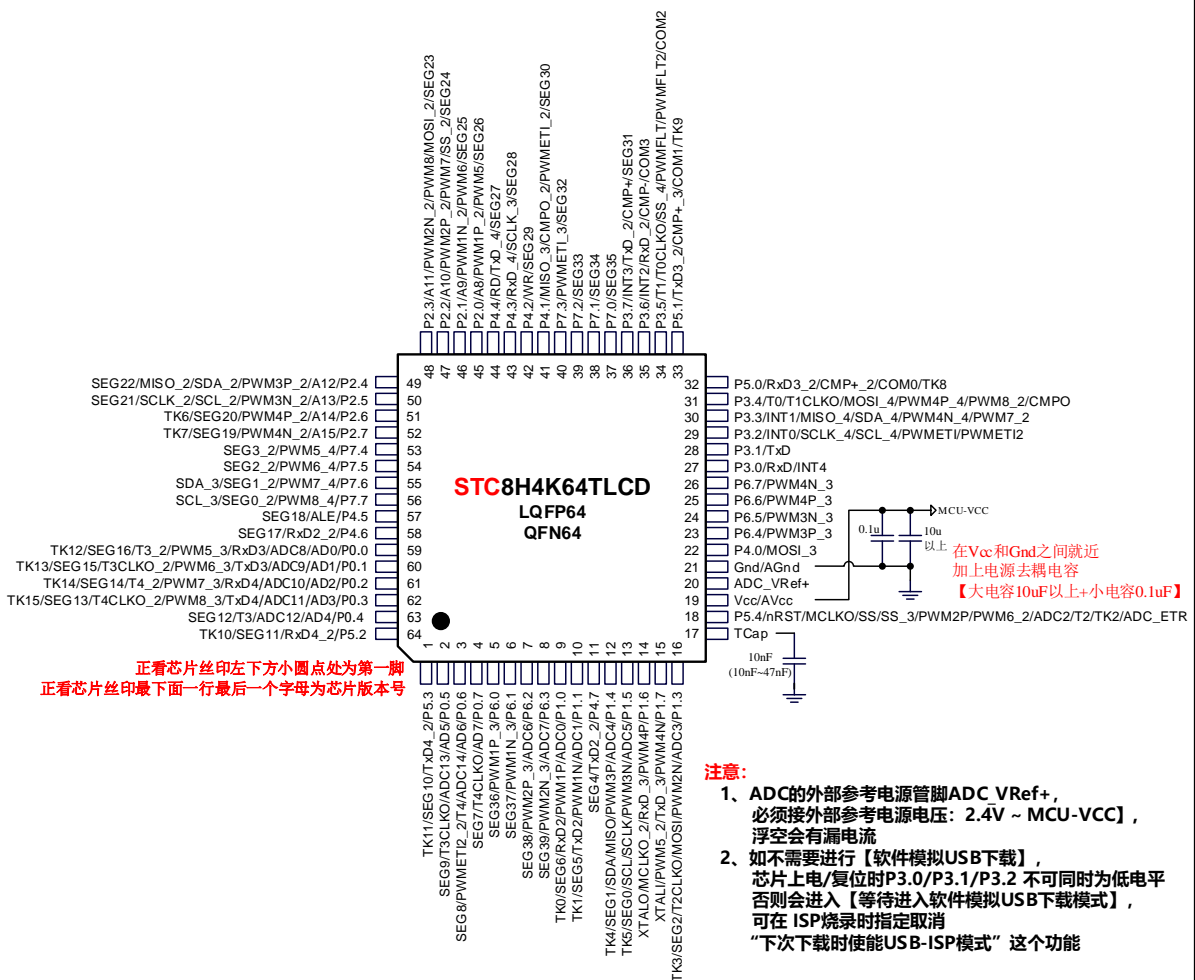 P2.3/A11/PWM2N_2/PWM8/MOSI_2/SEG23
P2.2/A10/PWM2P_2/PWM7/SS_2/SEG24
P2.1/A9/PWM1N_2/PWM6/SEG25
P2.0/A8/PWM1P_2/PWM5/SEG26
P4.4/RD/TxD_4/SEG27
P4.3/RxD_4/SCLK_3/SEG28
P4.2/WR/SEG29
P4.1/MISO_3/CMPO_2/PWMETI_2/SEG30
P7.3/PWMETI_3/SEG32
P7.2/SEG33
P7.1/SEG34
P7.0/SEG35
P3.7/INT3/TxD_2/CMP+/SEG31
P3.6/INT2/RxD_2/CMP-/COM3
P3.5/T1/T0CLKO/SS_4/PWMFLT/PWMFLT2/COM2
P5.1/TxD3_2/CMP+_3/COM1/TK9
48 47 46 45 44 43 42 41 40 39 38 37 36 35 34 33
SEG22/MISO_2/SDA_2/PWM3P_2/A12/P2.4 49
SEG21/SCLK_2/SCL_2/PWM3N_2/A13/P2.5 50
TK6/SEG20/PWM4P_2/A14/P2.6 51
TK7/SEG19/PWM4N_2/A15/P2.7 52
SEG3_2/PWM5_4/P7.4 53
SEG2_2/PWM6_4/P7.5 54
SDA_3/SEG1_2/PWM7_4/P7.6 55
SCL_3/SEG0_2/PWM8_4/P7.7 56
SEG18/ALE/P4.5 57
SEG17/RxD2_2/P4.6 58
TK12/SEG16/T3_2/PWM5_3/RxD3/ADC8/AD0/P0.0 59
TK13/SEG15/T3CLKO_2/PWM6_3/TxD3/ADC9/AD1/P0.1 60
TK14/SEG14/T4_2/PWM7_3/RxD4/ADC10/AD2/P0.2 61
TK15/SEG13/T4CLKO_2/PWM8_3/TxD4/ADC11/AD3/P0.3 62
SEG12/T3/ADC12/AD4/P0.4 63
TK10/SEG11/RxD4_2/P5.2 64
STC8H4K64TLCD
LQFP64
QFN64
32 P5.0/RxD3_2/CMP+_2/COM0/TK8
31 P3.4/T0/T1CLKO/MOSI_4/PWM4P_4/PWM8_2/CMPO
30 P3.3/INT1/MISO_4/SDA_4/PWM4N_4/PWM7_2
29 P3.2/INT0/SCLK_4/SCL_4/PWMETI/PWMETI2
28 P3.1/TxD
27 P3.0/RxD/INT4
26 P6.7/PWM4N_3
25 P6.6/PWM4P_3
24 P6.5/PWM3N_3
23 P6.4/PWM3P_3
22 P4.0/MOSI_3
21 Gnd/AGnd
20 ADC_VRef+
19 Vcc/AVcc
18 P5.4/nRST/MCLKO/SS/SS_3/PWM2P/PWM6_2/ADC2/T2/TK2/ADC_ETR
17 TCap
MCU-VCC
0.1u
10u
以上
在Vcc和Gnd之间就近
加上电源去耦电容
【大电容10uF以上+小电容0.1uF】
10nF
(10nF~47nF)
正看芯片丝印左下方小圆点处为第一脚
正看芯片丝印最下面一行最后一个字母为芯片版本号
1 2 3 4 5 6 7 8 9 10 11 12 13 14 15 16
TK11/SEG10/TxD4_2/P5.3
SEG9/T3CLKO/ADC13/AD5/P0.5
SEG8/PWMETI2_2/T4/ADC14/AD6/P0.6
SEG7/T4CLKO/AD7/P0.7
SEG36/PWM1P_3/P6.0
SEG37/PWM1N_3/P6.1
SEG38/PWM2P_3/ADC6/P6.2
SEG39/PWM2N_3/ADC7/P6.3
TK0/SEG6/RxD2/PWM1P/ADC0/P1.0
TK1/SEG5/TxD2/PWM1N/ADC1/P1.1
SEG4/TxD2_2/P4.7
TK4/SEG1/SDA/MISO/PWM3P/ADC4/P1.4
TK5/SEG0/SCL/SCLK/PWM3N/ADC5/P1.5
XTALO/MCLKO_2/RxD_3/PWM4P/P1.6
XTALI/PWM5_2/TxD_3/PWM4N/P1.7
TK3/SEG2/T2CLKO/MOSI/PWM2N/ADC3/P1.3
注意：
1、ADC的外部参考电源管脚ADC_VRef+，
必须接外部参考电源电压：2.4V ~ MCU-VCC】，
浮空会有漏电流
2、如不需要进行【软件模拟USB下载】，
芯片上电/复位时P3.0/P3.1/P3.2 不可同时为低电平
否则会进入【等待进入软件模拟USB下载模式】，
可在 ISP烧录时指定取消
“下次下载时使能USB-ISP模式”这个功能